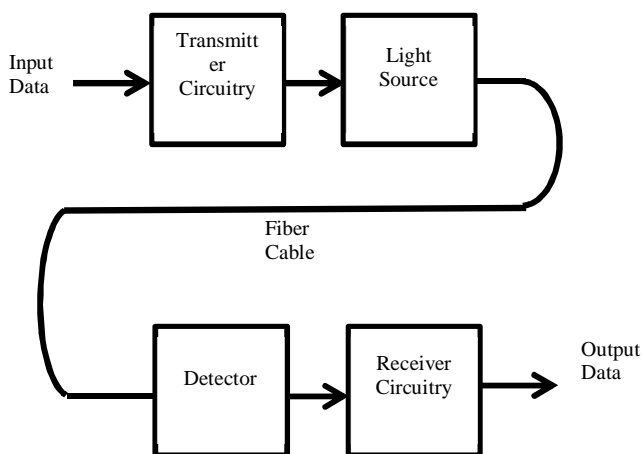 Input
Data
Transmitt
er
Circuitry
Light
Source
Fiber
Cable
Detector
Receiver
Circuitry
Output
Data